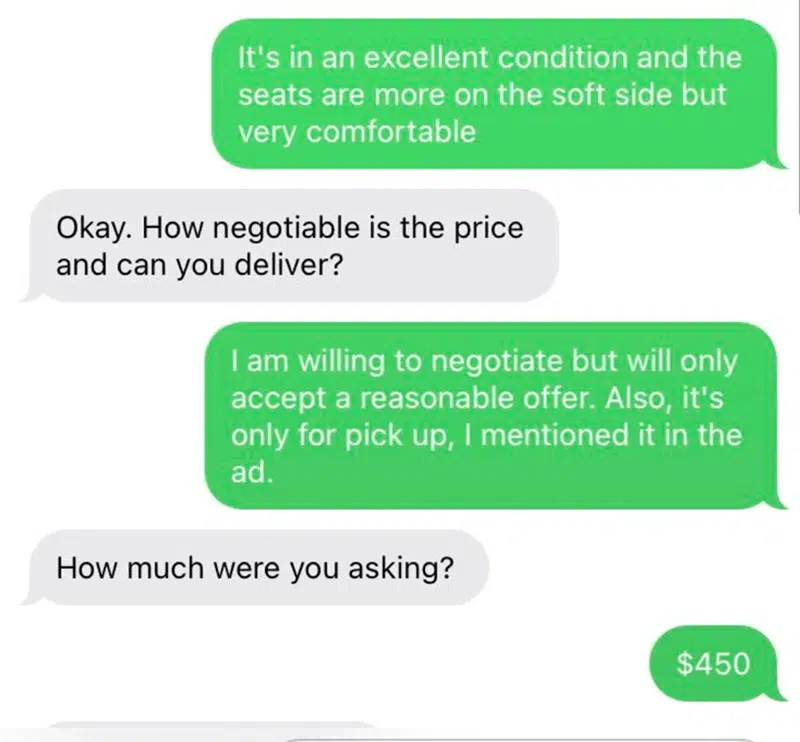 It's in an excellent condition and the
seats are more on the soft side but
very comfortable
Okay. How negotiable is the price
and can you deliver?
I am willing to negotiate but will only
accept a reasonable offer. Also, it's
only for pick up, I mentioned it in the
ad.
How much were you asking?
$450